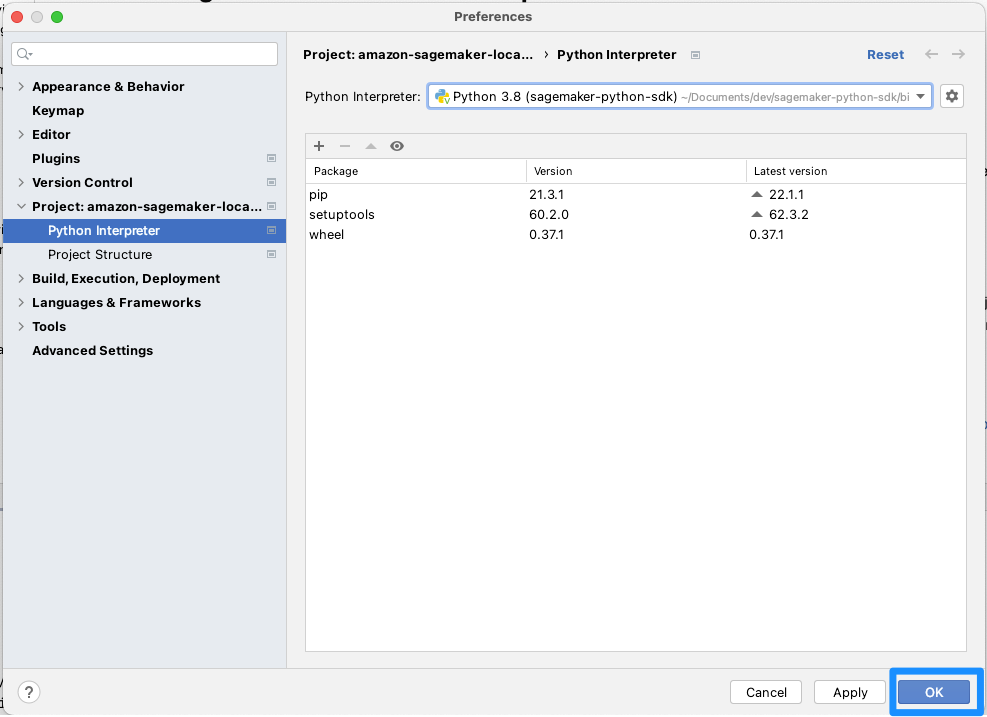 Preferences
Project: amazon-sagemaker-loca... › Python Interpreter Reset
Python Interpreter: Python 3.8 (sagemaker-python-sdk) ~/Documents/dev/sagemaker-python-sdk/bi
Appearance & Behavior
Keymap
Editor
Plugins
Version Control
Project: amazon-sagemaker-loca...
Python Interpreter
Project Structure
Build, Execution, Deployment
Languages & Frameworks
Tools
Advanced Settings
Package Version Latest version
pip 21.3.1 22.1.1
setuptools 60.2.0 62.3.2
wheel 0.37.1 0.37.1
? Cancel Apply OK